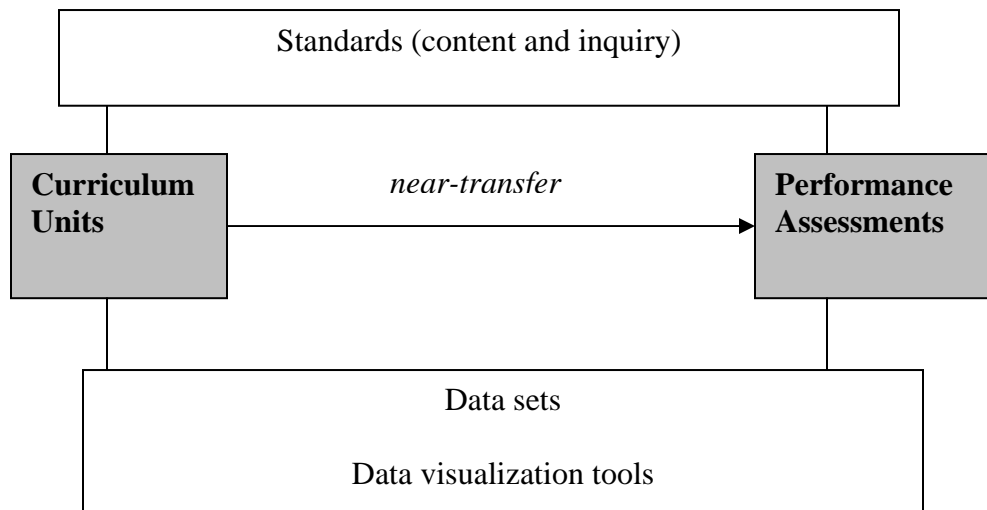 Standards (content and inquiry)
Curriculum
Units
near-transfer
Performance
Assessments
Data sets
Data visualization tools